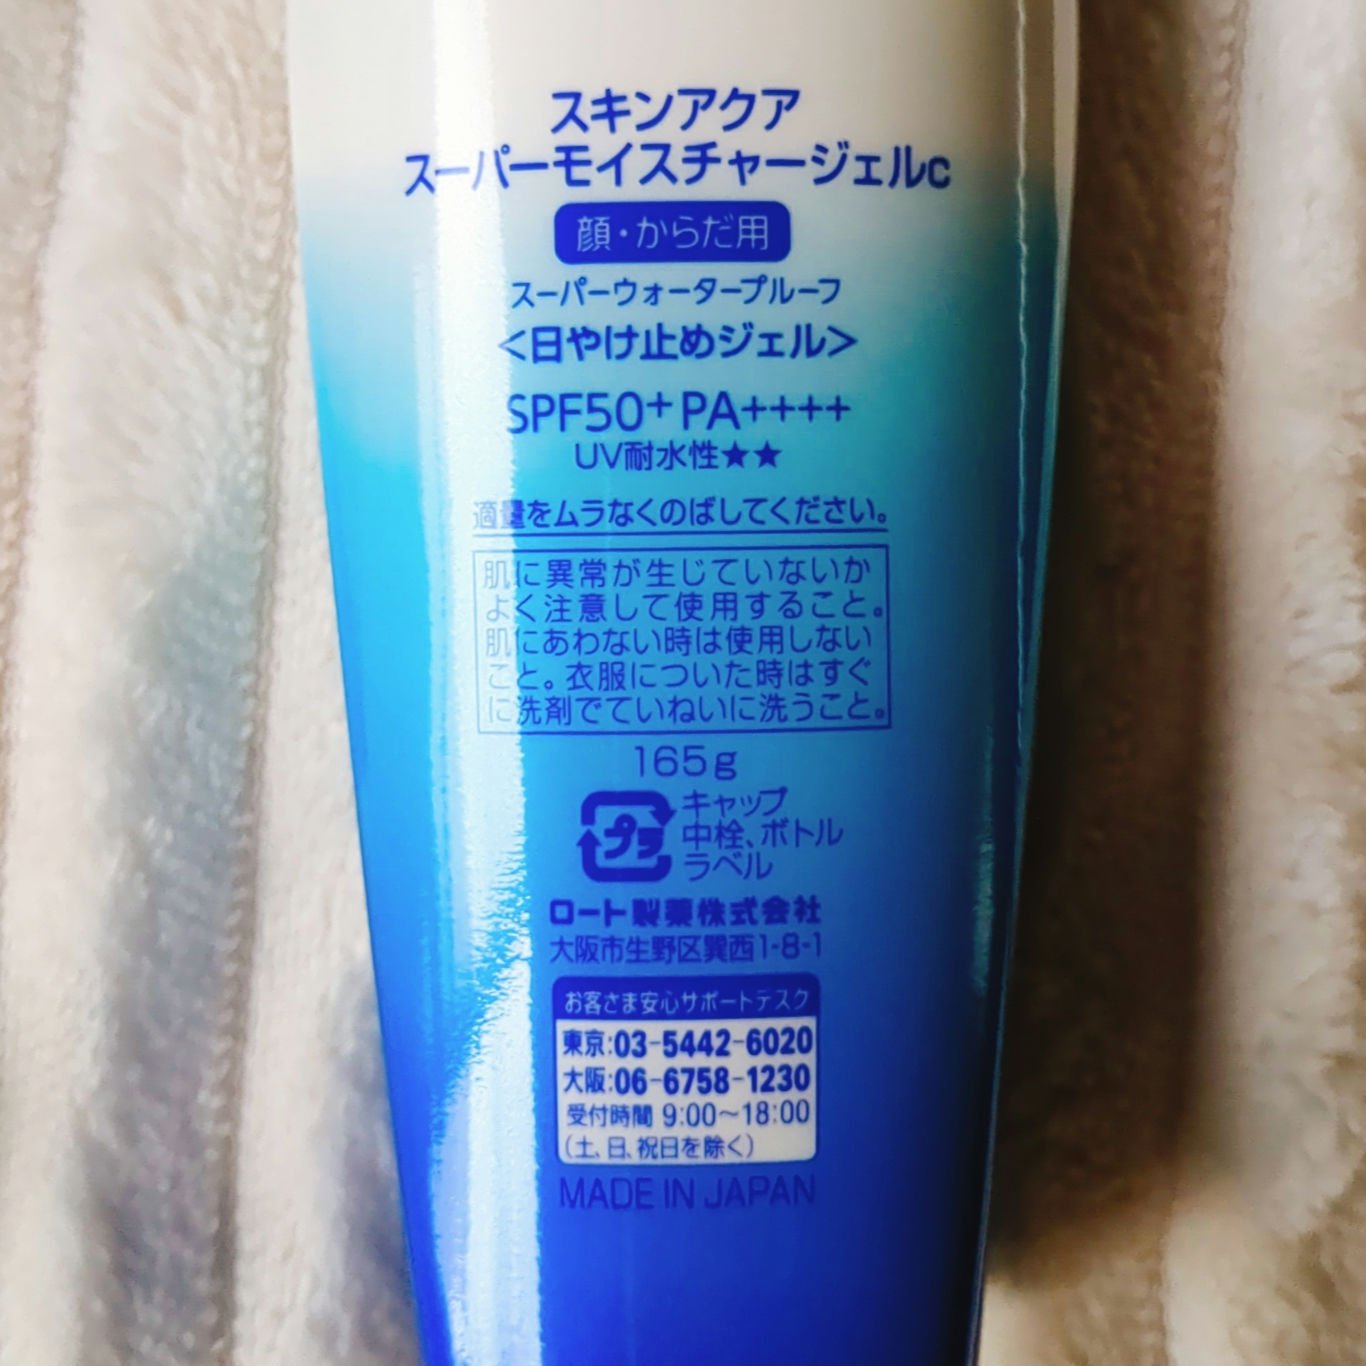 スキンアクア
スーパーモイスチャージェルc
顔・からだ用
スーパーウォータープルーフ
<日やけ止めジェル>
SPF50+ PA++++
UV耐水性★★
適量をムラなくのばしてください。
肌に異常が生じていないか
よく注意して使用すること。
肌にあわない時は使用しない
こと。衣服についた時はすぐ
に洗剤でていねいに洗うこと。
165g
プラ
キャップ
中栓、ボトル
ラベル
ロート製薬株式会社
大阪市生野区巽西1-8-1
お客さま安心サポートデスク
東京:03-5442-6020
大阪:06-6758-1230
受付時間 9:00~18:00
(土、日、祝日を除く)
MADE IN JAPAN